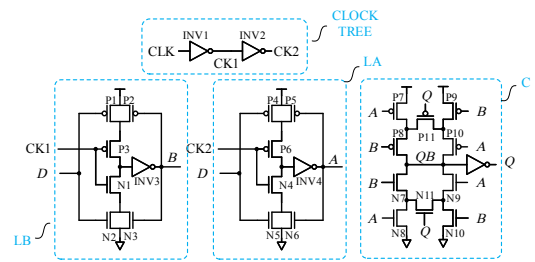 CLOCK
TREE
INV1
INV2
CLK
CK1
CK2
LA
C
P1
P2
CK1
P3
D
INV3
B
N1
N2
N3
LB
P4
P5
CK2
P6
D
INV4
A
N4
N5
N6
P7
Q
P9
A
B
P8
P11
P10
B
A
QB
Q
B
N7
N11
N9
A
A
N8
Q
N10
B